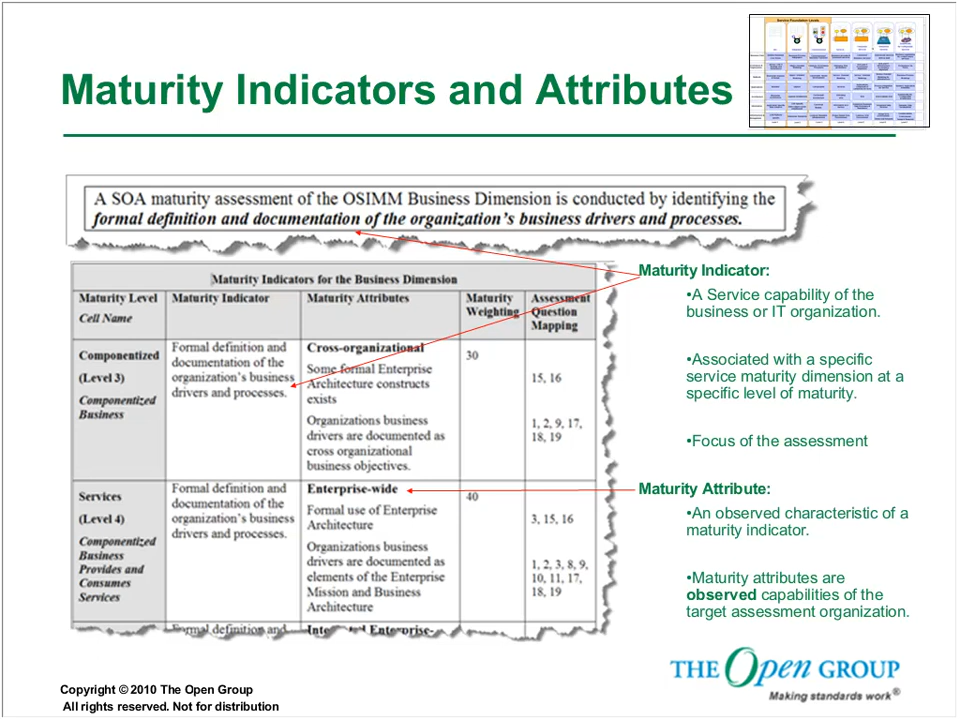 Service Foundation Levels
Maturity Indicators and Attributes
A SOA maturity assessment of the OSIMM Business Dimension is conducted by identifying the
formal definition and documentation of the organization's business drivers and processes.
Maturity Indicators for the Business Dimension
Maturity Level
Cell Name
Maturity Indicator
Maturity Attributes
Maturity
Weighting
Assessment
Question
Mapping
Componentized
(Level 3)
Componentized
Business
Formal definition and
documentation of the
organization's business
drivers and processes.
Cross-organizational
Some formal Enterprise
Architecture constructs
exists
Organizations business
drivers are documented as
cross organizational
business objectives.
30
15, 16
1, 2, 9, 17,
18, 19
Services
(Level 4)
Componentized
Business
Provides and
Consumes
Services
Formal definition and
documentation of the
organization's business
drivers and processes.
Enterprise-wide
Formal use of Enterprise
Architecture
Organizations business
drivers are documented as
elements of the Enterprise
Mission and Business
Architecture
40
3, 15, 16
1, 2, 3, 8, 9,
10, 11, 17,
18, 19
Formal definition and
Enterprise-
Maturity Indicator:
•A Service capability of the
business or IT organization.
•Associated with a specific
service maturity dimension at a
specific level of maturity.
•Focus of the assessment
Maturity Attribute:
•An observed characteristic of a
maturity indicator.
•Maturity attributes are
observed capabilities of the
target assessment organization.
THE Open GROUP
Making standards work®
Copyright © 2010 The Open Group
All rights reserved. Not for distribution